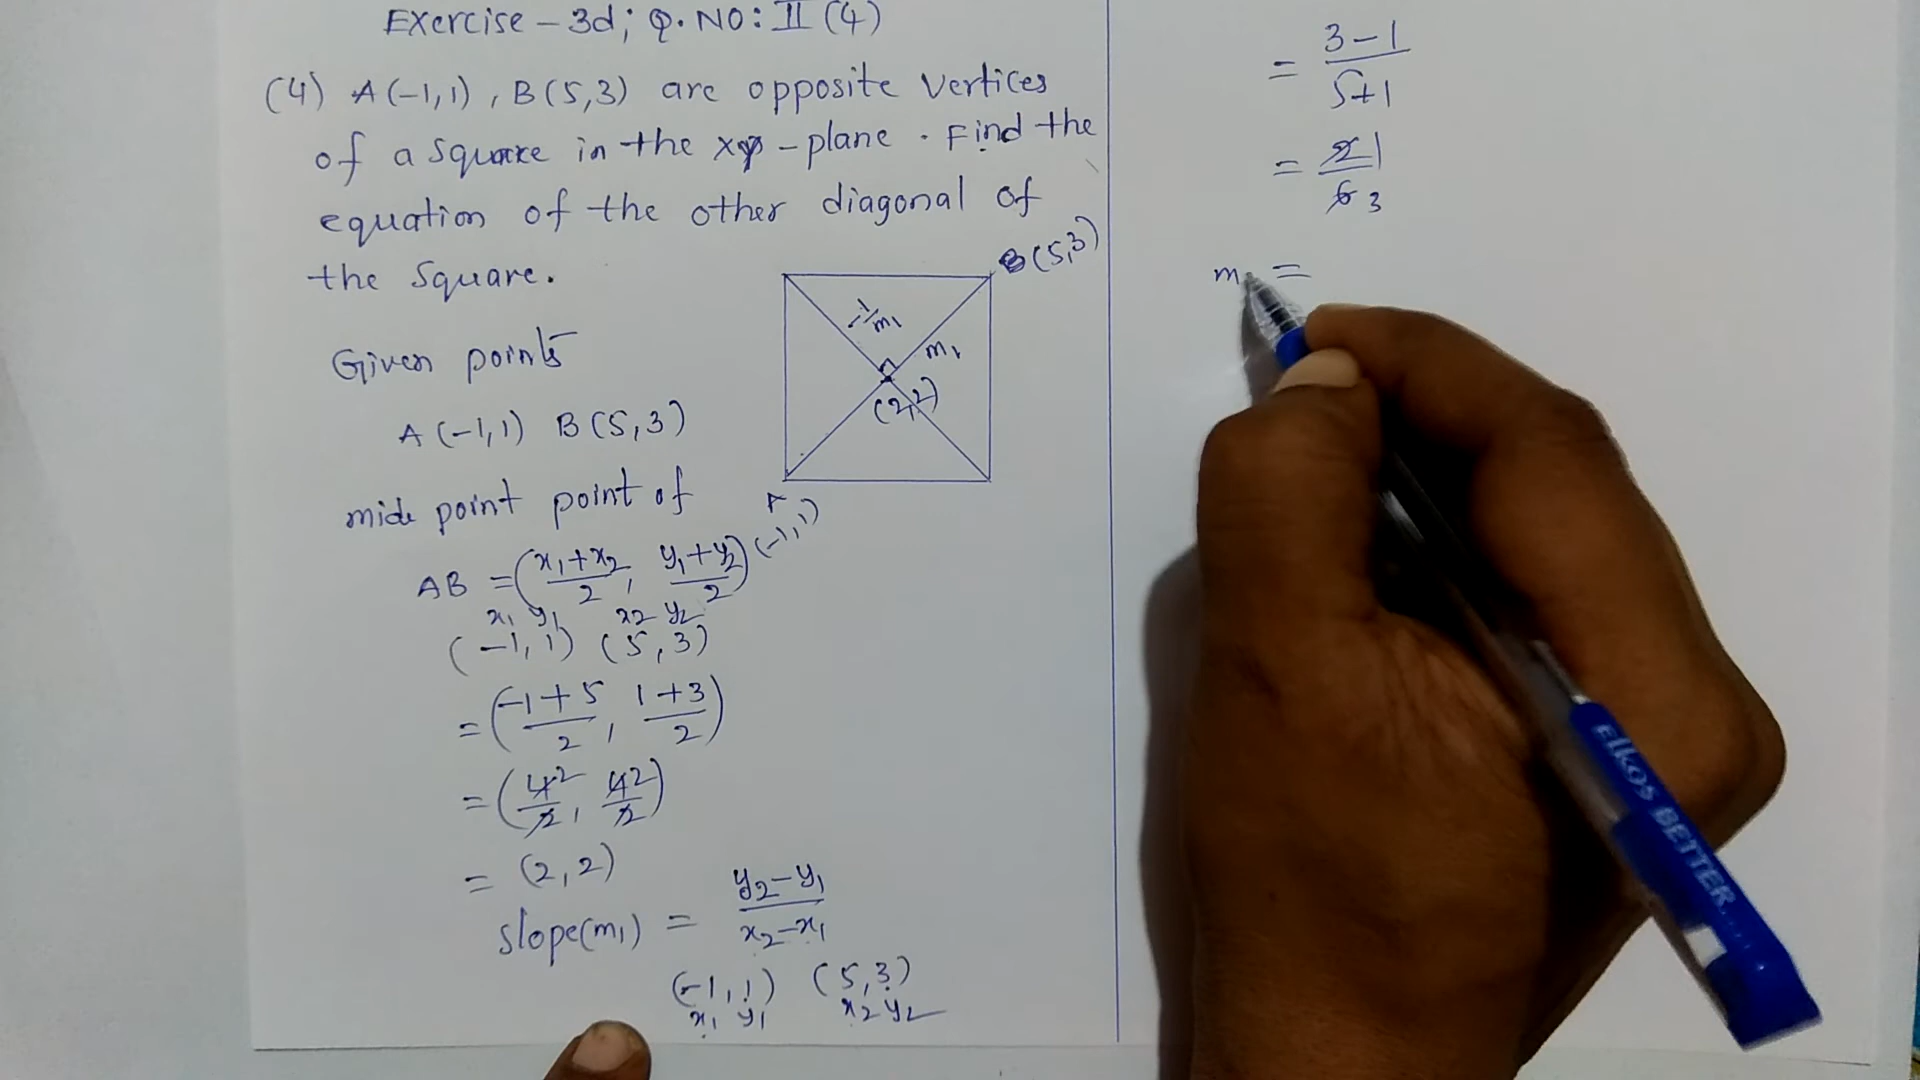 Exercise - 3d; Q. NO: II (4)
(4) A(-1,1), B(5,3) are opposite vertices
of a square in the xy-plane. Find the
equation of the other diagonal of
the square.
B(5,3)
-1/m1
m1
(2,2)
A
(-1,1)
Given points
A(-1,1) B(5,3)
mid point point of
AB = (x1+x2/2, y1+y2/2)
x1 y1 x2 y2
(-1,1) (5,3)
= (-1+5/2, 1+3/2)
= (4/2 2, 4/2 2)
= (2,2)
slope(m1) = y2-y1/x2-x1
(-1,1) (5,3)
x1 y1 x2 y2
= 3-1/5+1
= 2/6 1/3
m =
Elkos BETTER...